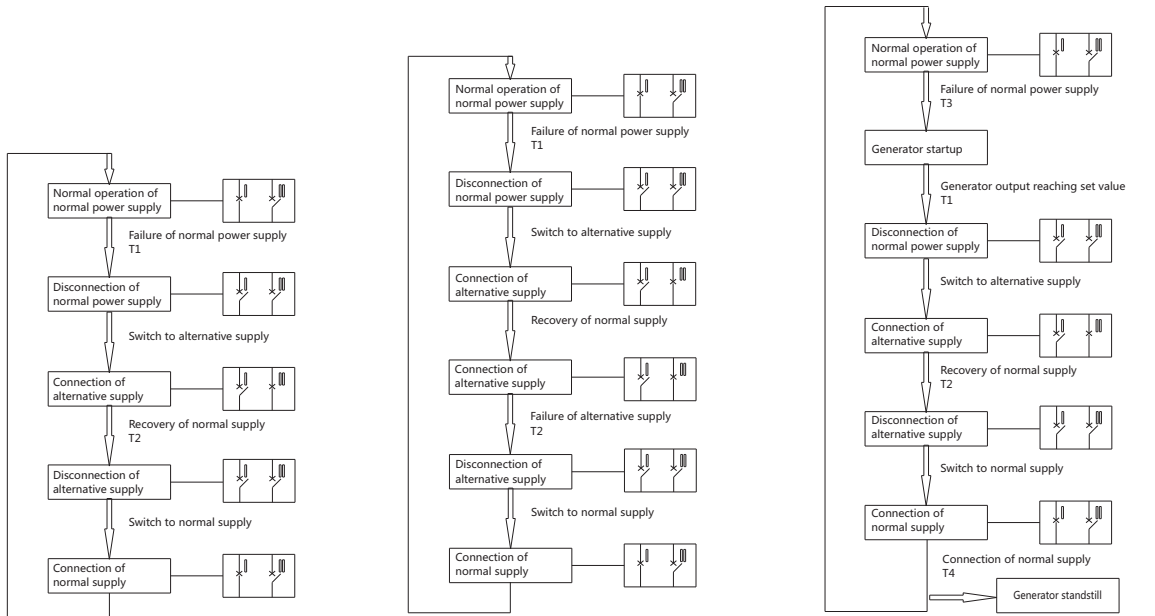 Normal operation of
normal power supply
Failure of normal power supply
T1
Disconnection of
normal power supply
Switch to alternative supply
Connection of
alternative supply
Recovery of normal supply
T2
Disconnection of
alternative supply
Switch to normal supply
Connection of
normal supply
Normal operation of
normal power supply
Failure of normal power supply
T1
Disconnection of
normal power supply
Switch to alternative supply
Connection of
alternative supply
Recovery of normal supply
Connection of
alternative supply
Failure of alternative supply
T2
Disconnection of
alternative supply
Switch to normal supply
Connection of
normal supply
Normal operation of
normal power supply
Failure of normal power supply
T3
Generator startup
Generator output reaching set value
T1
Disconnection of
normal power supply
Switch to alternative supply
Connection of
alternative supply
Recovery of normal supply
T2
Disconnection of
alternative supply
Switch to normal supply
Connection of
normal supply
Connection of normal supply
T4
Generator standstill